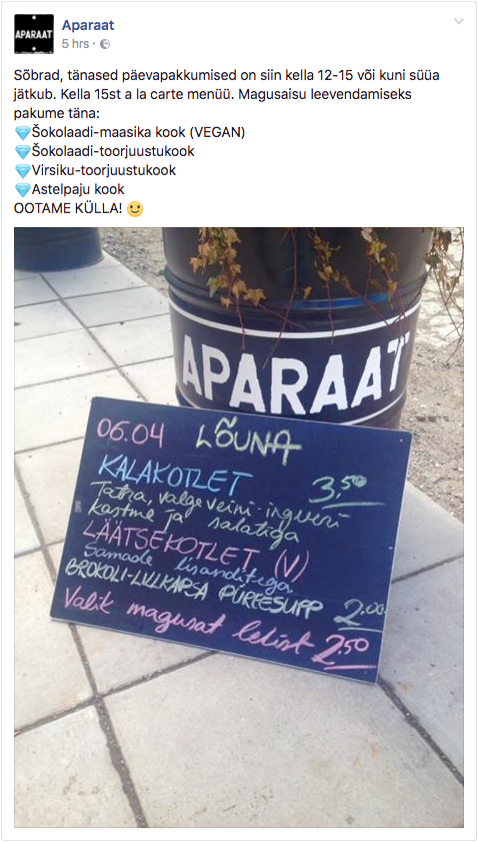 APARAAT
Aparaat
5 hrs ·
Sõbrad, tänased päevapakkumised on siin kella 12-15 või kuni süüa
jätkub. Kella 15st a la carte menüü. Magusaisu leevendamiseks
pakume täna:
💎Šokolaadi-maasika kook (VEGAN)
💎Šokolaadi-toorjuustukook
💎Virsiku-toorjuustukook
💎Astelpaju kook
OOTAME KÜLLA! 🙂
APARAAT
06.04 LÕUNA
KALAKOTLET 3.50
Tatra, valge veini-ingveri
kastme ja salatiga
LÄÄTSEKOTLET (V)
Samade lisanditega
BROKOLI-LILLKAPSA PÜREESUPP 2.00
Valik magusat letist 2.50